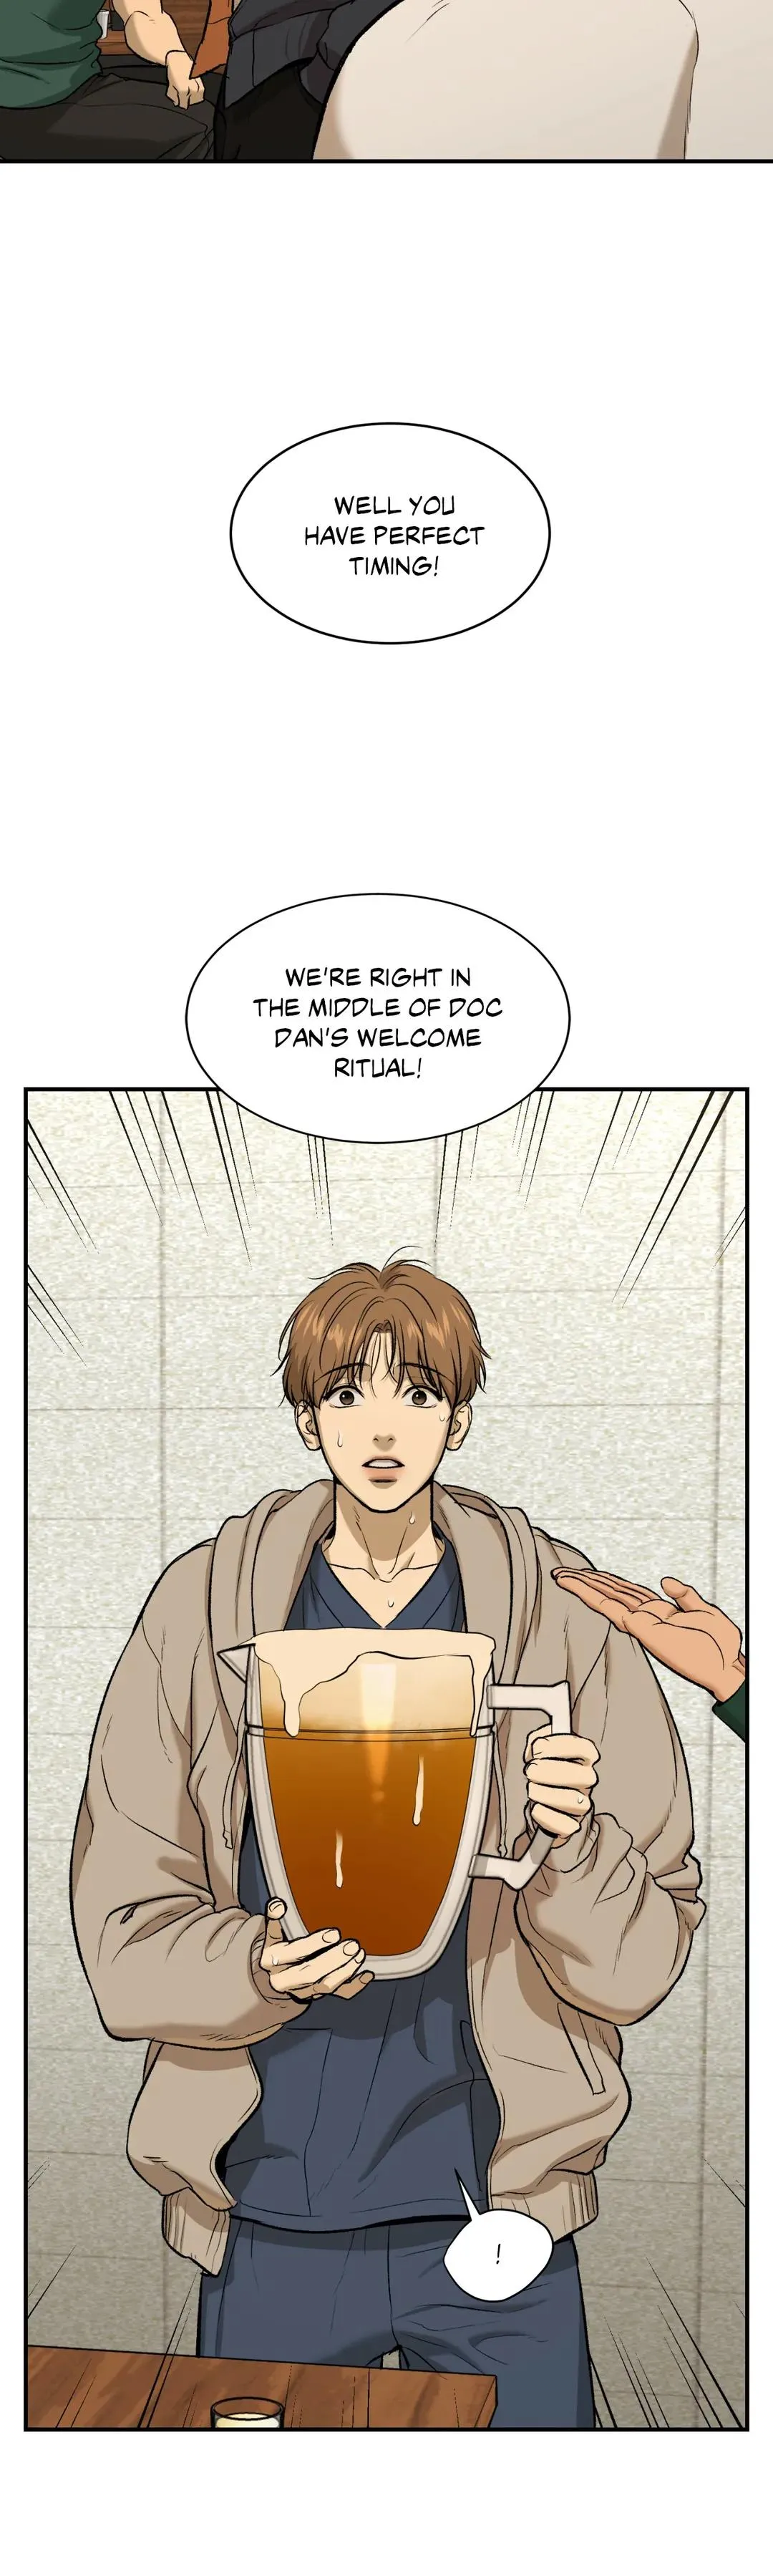 WELL YOU
HAVE PERFECT
TIMING!
WE'RE RIGHT IN
THE MIDDLE OF DOC
DAN'S WELCOME
RITUAL!
!